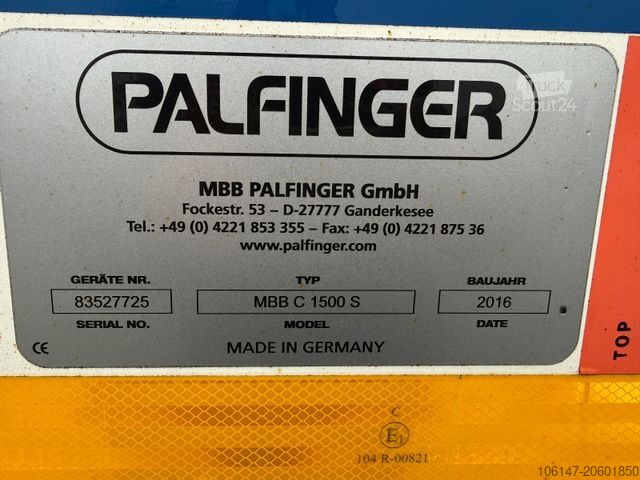 PALFINGER
Truck
Scout24
MBB PALFINGER GmbH
Fockestr. 53 – D-27777 Ganderkesee
Tel.: +49 (0) 4221 853 355 – Fax: +49 (0) 4221 875 36
www.palfinger.com
GERÄTE NR. TYP BAUJAHR
83527725 MBB C 1500 S 2016
SERIAL NO. MODEL DATE
CE MADE IN GERMANY
TOP
C
E1
104 R-00821
106147-20601850